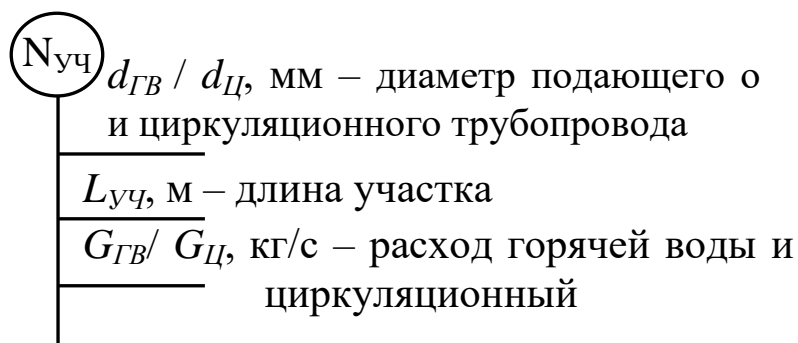 NУЧ
dГВ / dЦ, мм – диаметр подающего о
и циркуляционного трубопровода
LУЧ, м – длина участка
GГВ/ GЦ, кг/с – расход горячей воды и
циркуляционный